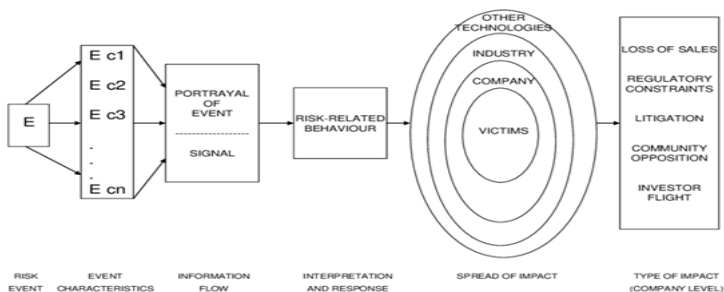 E
E c1
E c2
E c3
.
.
.
E cn
PORTRAYAL
OF
EVENT
SIGNAL
RISK-RELATED
BEHAVIOUR
OTHER
TECHNOLOGIES
INDUSTRY
COMPANY
VICTIMS
LOSS OF SALES
REGULATORY
CONSTRAINTS
LITIGATION
COMMUNITY
OPPOSITION
INVESTOR
FLIGHT
RISK
EVENT
EVENT
CHARACTERISTICS
INFORMATION
FLOW
INTERPRETATION
AND RESPONSE
SPREAD OF IMPACT
TYPE OF IMPACT
(COMPANY LEVEL)